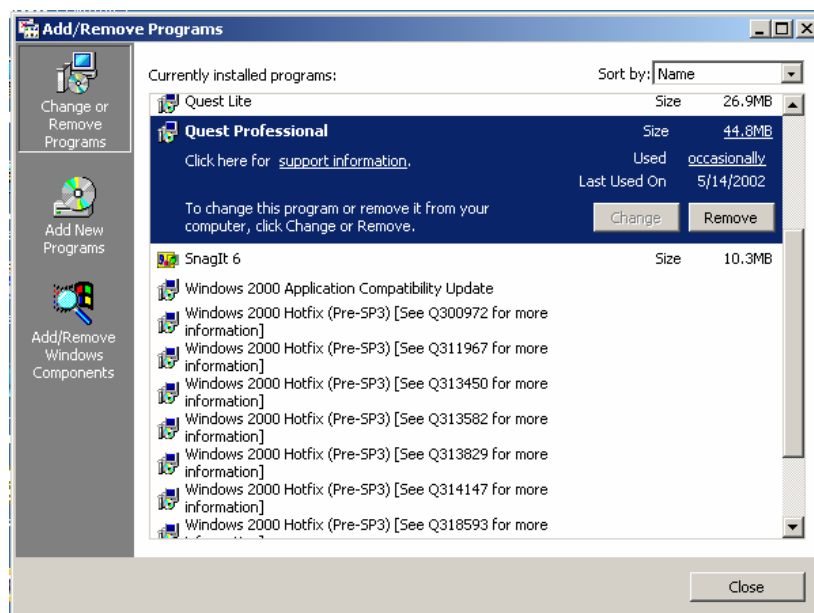 Add/Remove Programs
Change or
Remove
Programs
Add New
Programs
Add/Remove
Windows
Components
Currently installed programs:
Sort by: Name
Quest Lite Size 26.9MB
Quest Professional Size 44.8MB
Click here for support information. Used occasionally
Last Used On 5/14/2002
To change this program or remove it from your
computer, click Change or Remove.
Change Remove
SnagIt 6 Size 10.3MB
Windows 2000 Application Compatibility Update
Windows 2000 Hotfix (Pre-SP3) [See Q300972 for more
information]
Windows 2000 Hotfix (Pre-SP3) [See Q311967 for more
information]
Windows 2000 Hotfix (Pre-SP3) [See Q313450 for more
information]
Windows 2000 Hotfix (Pre-SP3) [See Q313582 for more
information]
Windows 2000 Hotfix (Pre-SP3) [See Q313829 for more
information]
Windows 2000 Hotfix (Pre-SP3) [See Q314147 for more
information]
Windows 2000 Hotfix (Pre-SP3) [See Q318593 for more
Close